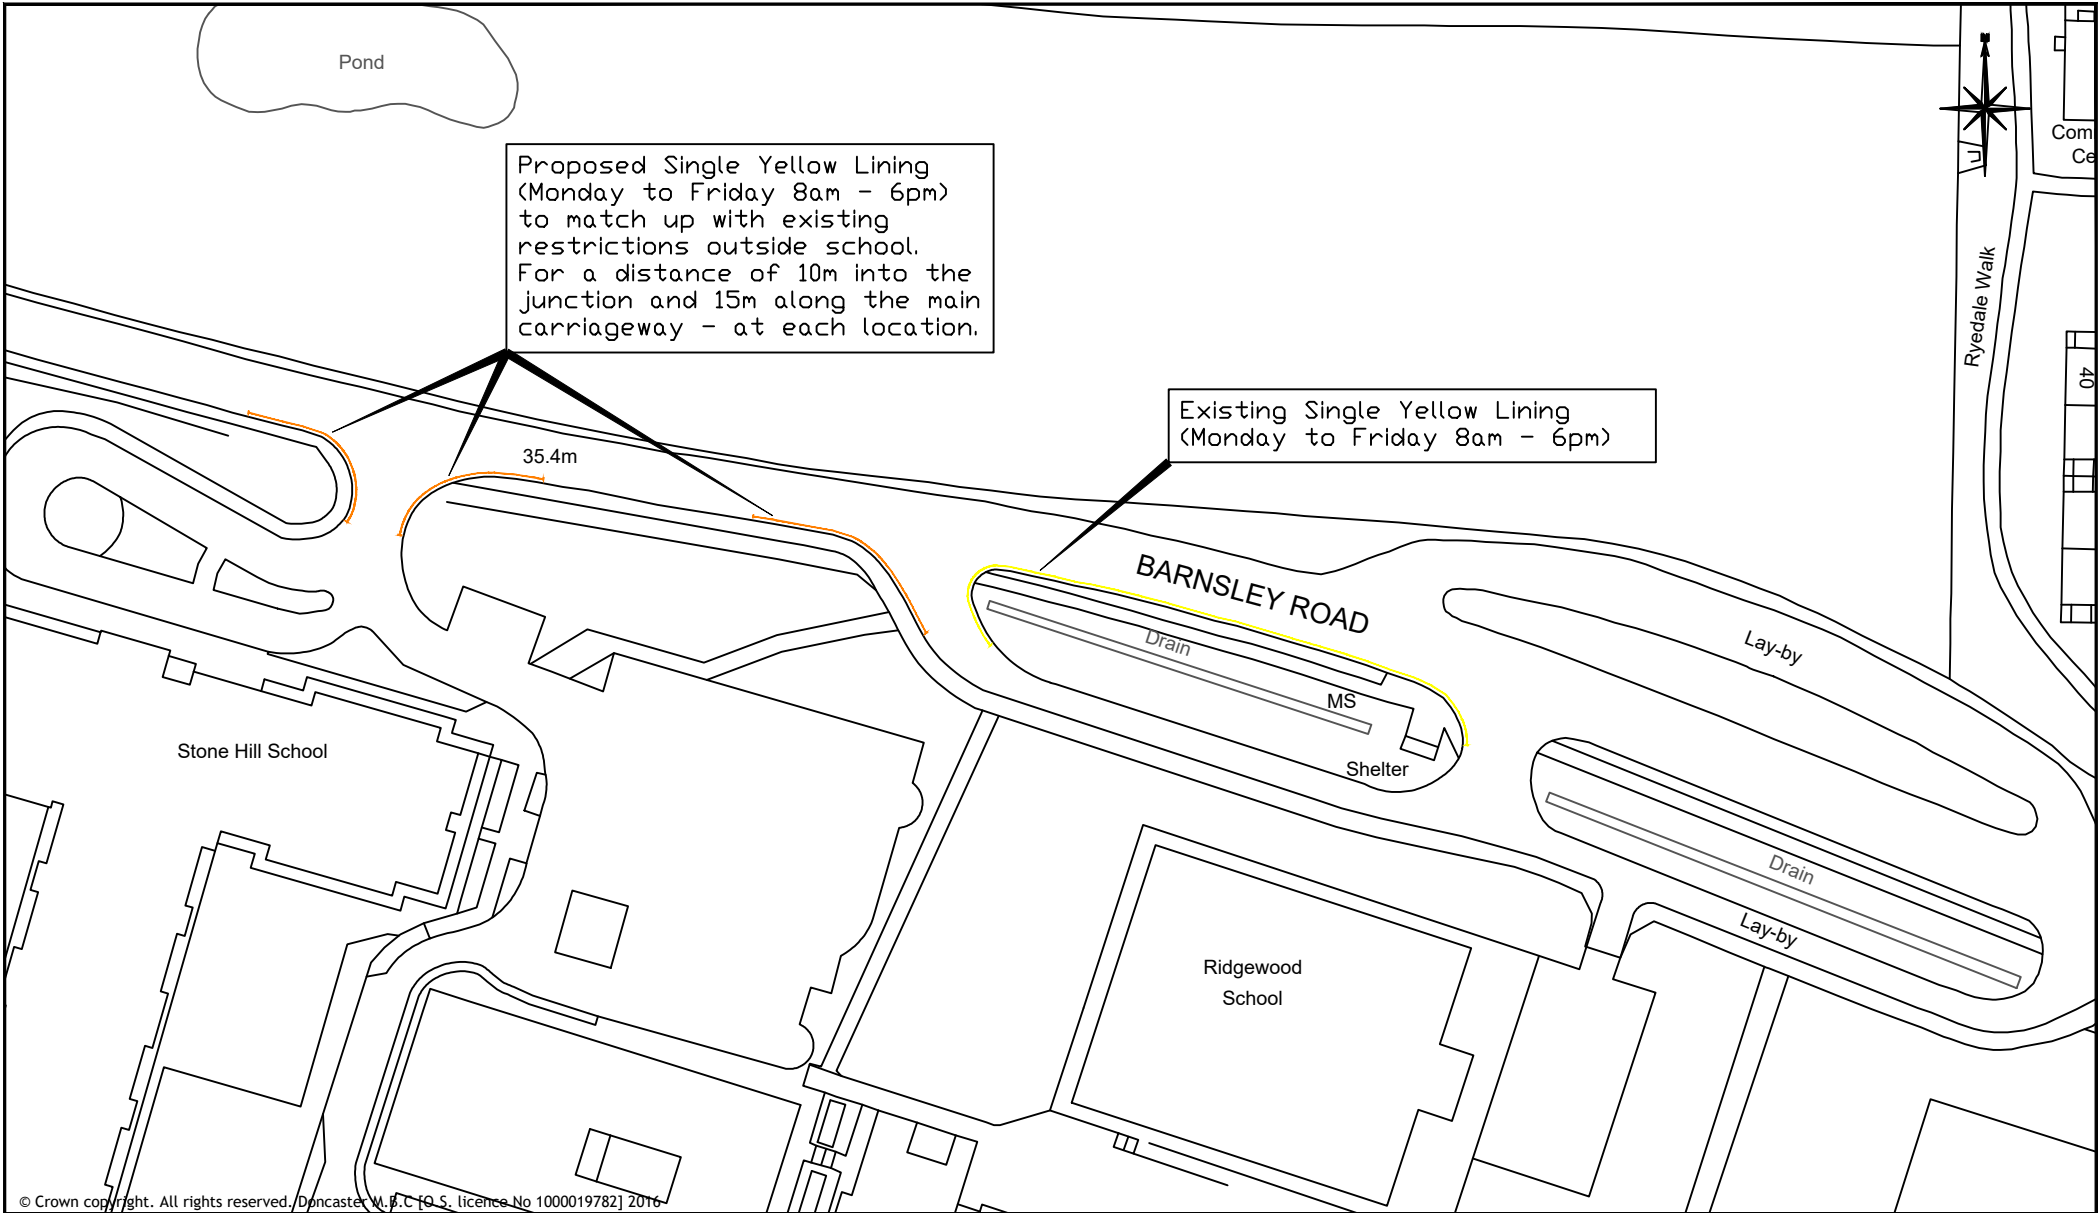 Pond
Com
Ce
Proposed Single Yellow Lining
(Monday to Friday 8am - 6pm)
to match up with existing
restrictions outside school.
For a distance of 10m into the
junction and 15m along the main
carriageway - at each location.
Ryedale Walk
40
Existing Single Yellow Lining
(Monday to Friday 8am - 6pm)
35.4m
BARNSLEY ROAD
Drain
Lay-by
MS
Stone Hill School
Shelter
Drain
Lay-by
Ridgewood
School
© Crown copyright. All rights reserved. Doncaster M.B.C [O.S. licence No 1000019782] 2016